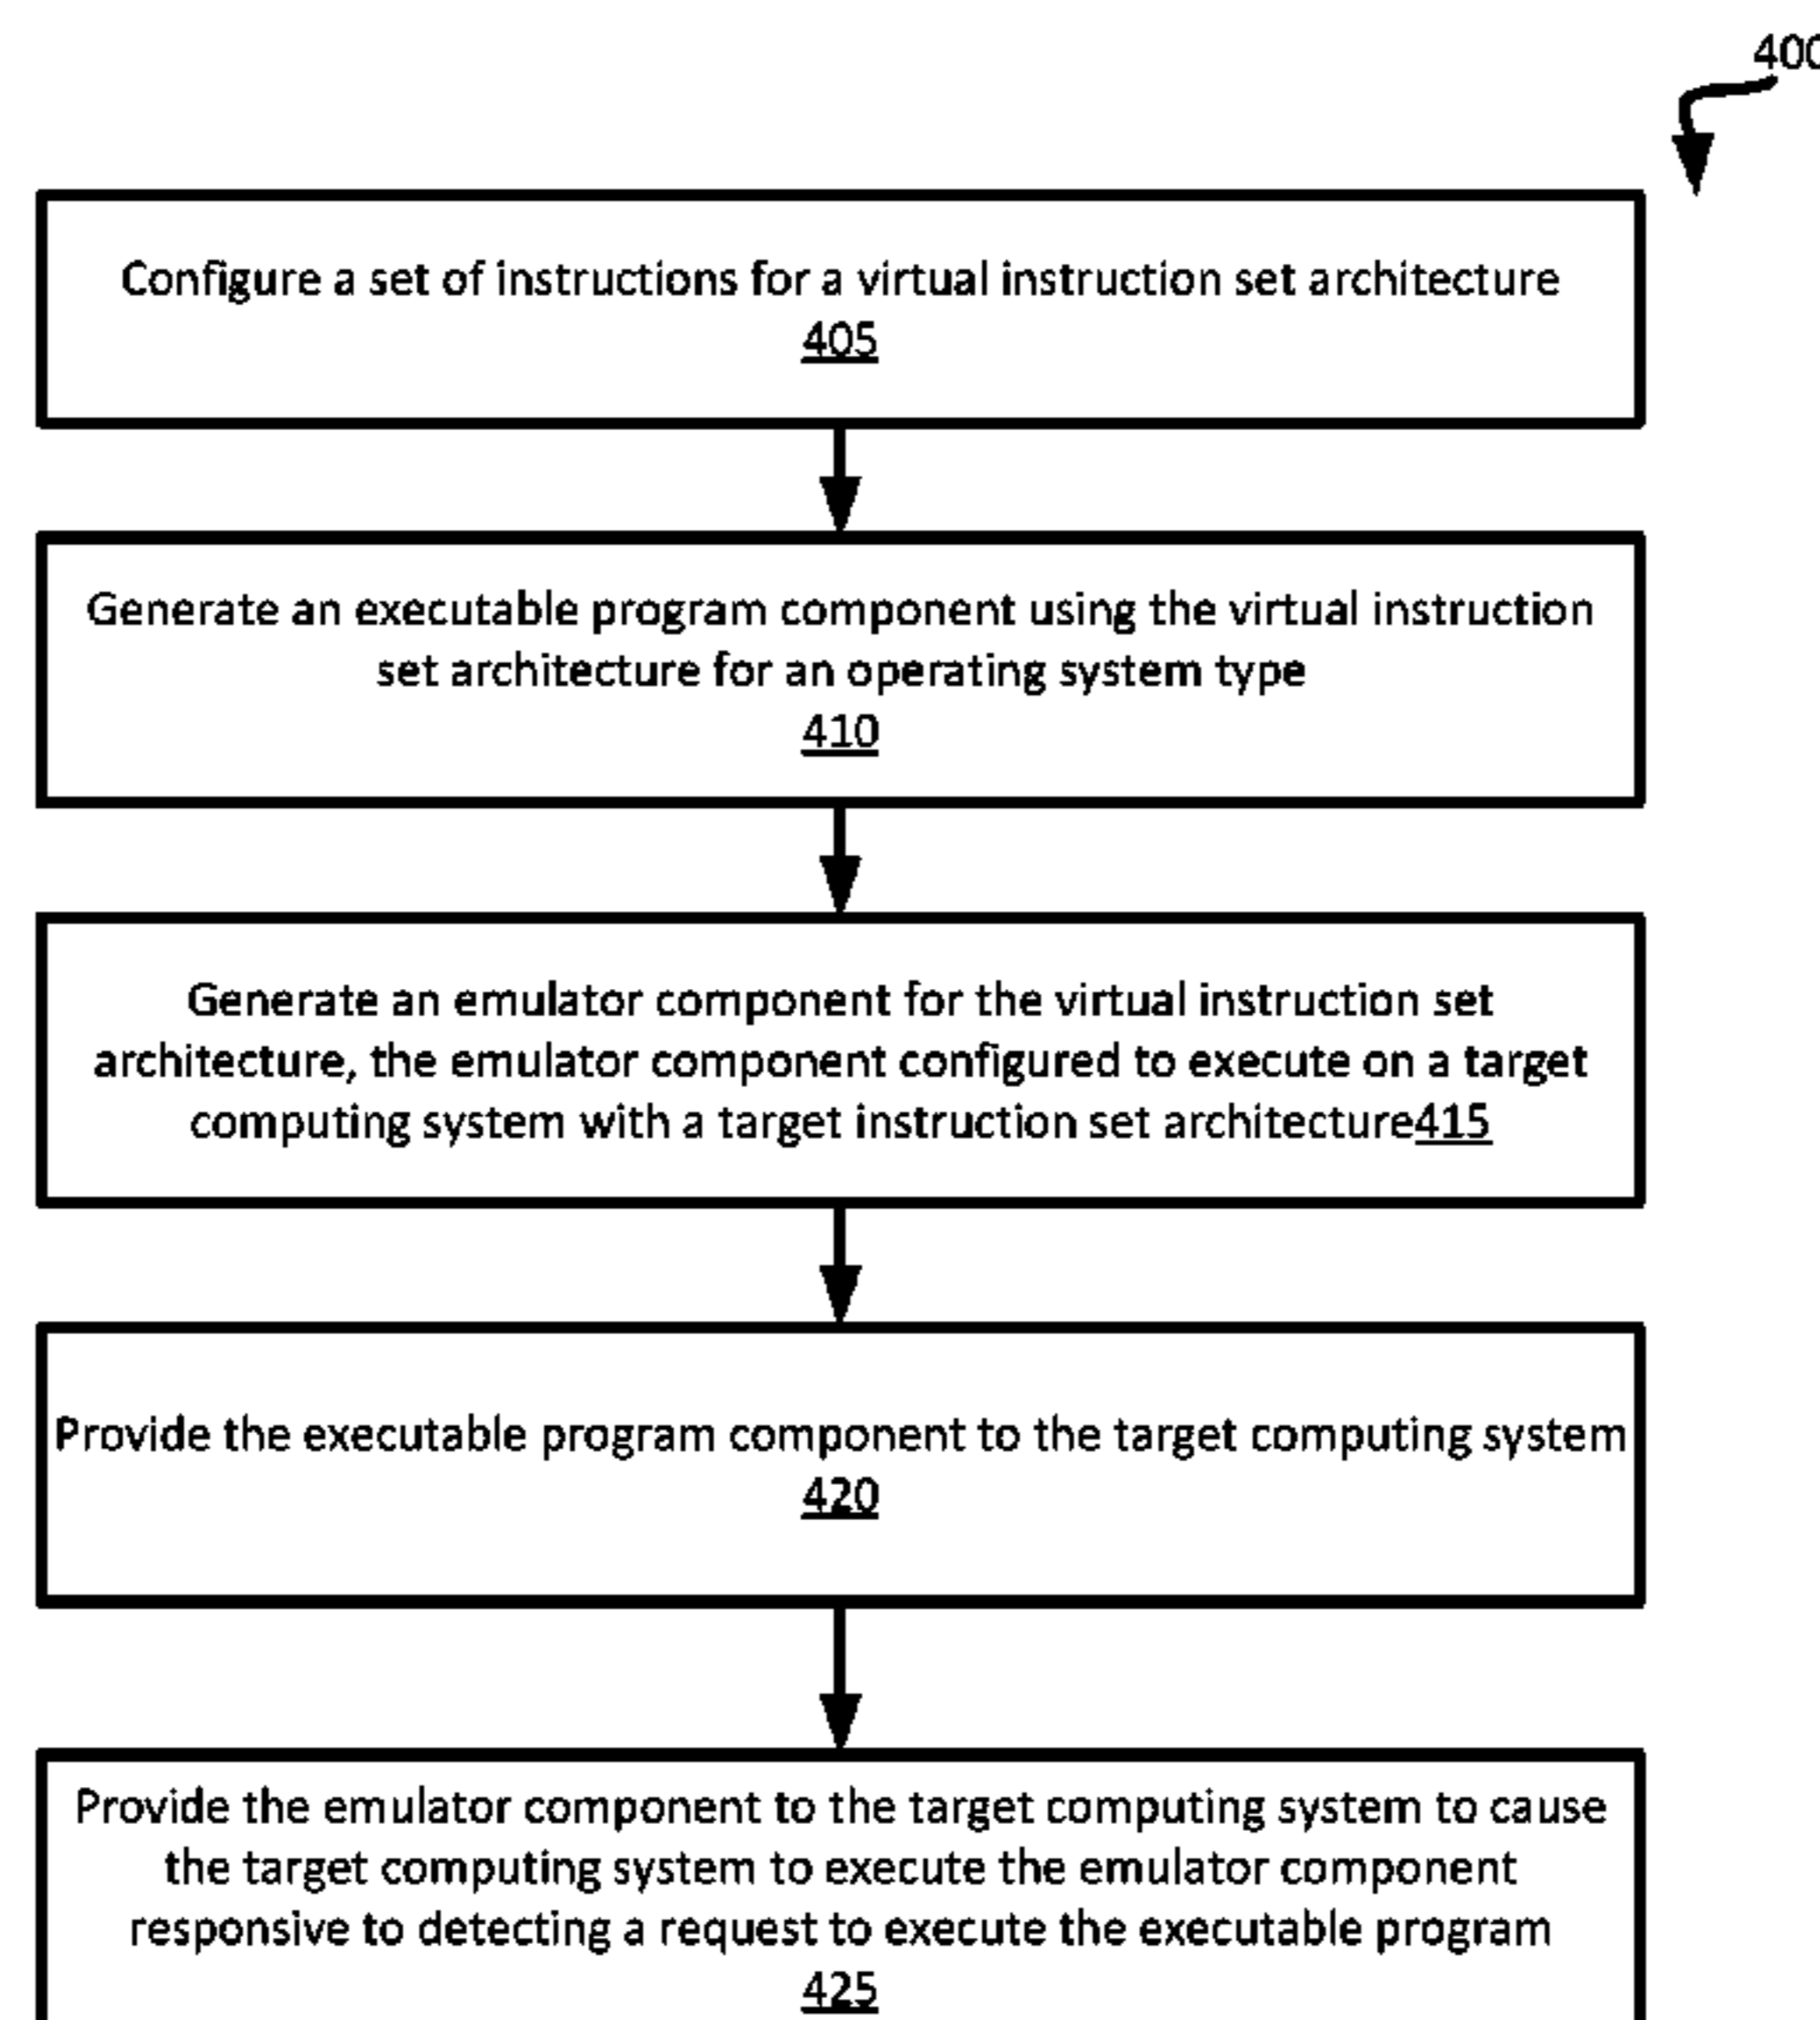 400
Configure a set of instructions for a virtual instruction set architecture
405
Generate an executable program component using the virtual instruction
set architecture for an operating system type
410
Generate an emulator component for the virtual instruction set
architecture, the emulator component configured to execute on a target
computing system with a target instruction set architecture415
Provide the executable program component to the target computing system
420
Provide the emulator component to the target computing system to cause
the target computing system to execute the emulator component
responsive to detecting a request to execute the executable program
425